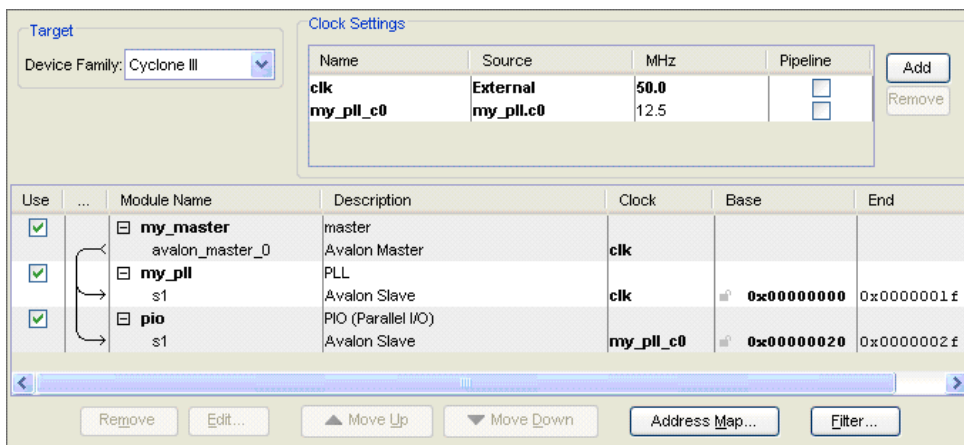 Target
Device Family: Cyclone III
Clock Settings
Name Source MHz Pipeline
clk External 50.0
my_pll_c0 my_pll.c0 12.5
Add
Remove
Use ... Module Name Description Clock Base End
my_master master
avalon_master_0 Avalon Master clk
my_pll PLL
s1 Avalon Slave clk 0x00000000 0x0000001f
pio PIO (Parallel I/O)
s1 Avalon Slave my_pll_c0 0x00000020 0x0000002f
Remove Edit... Move Up Move Down Address Map... Filter...